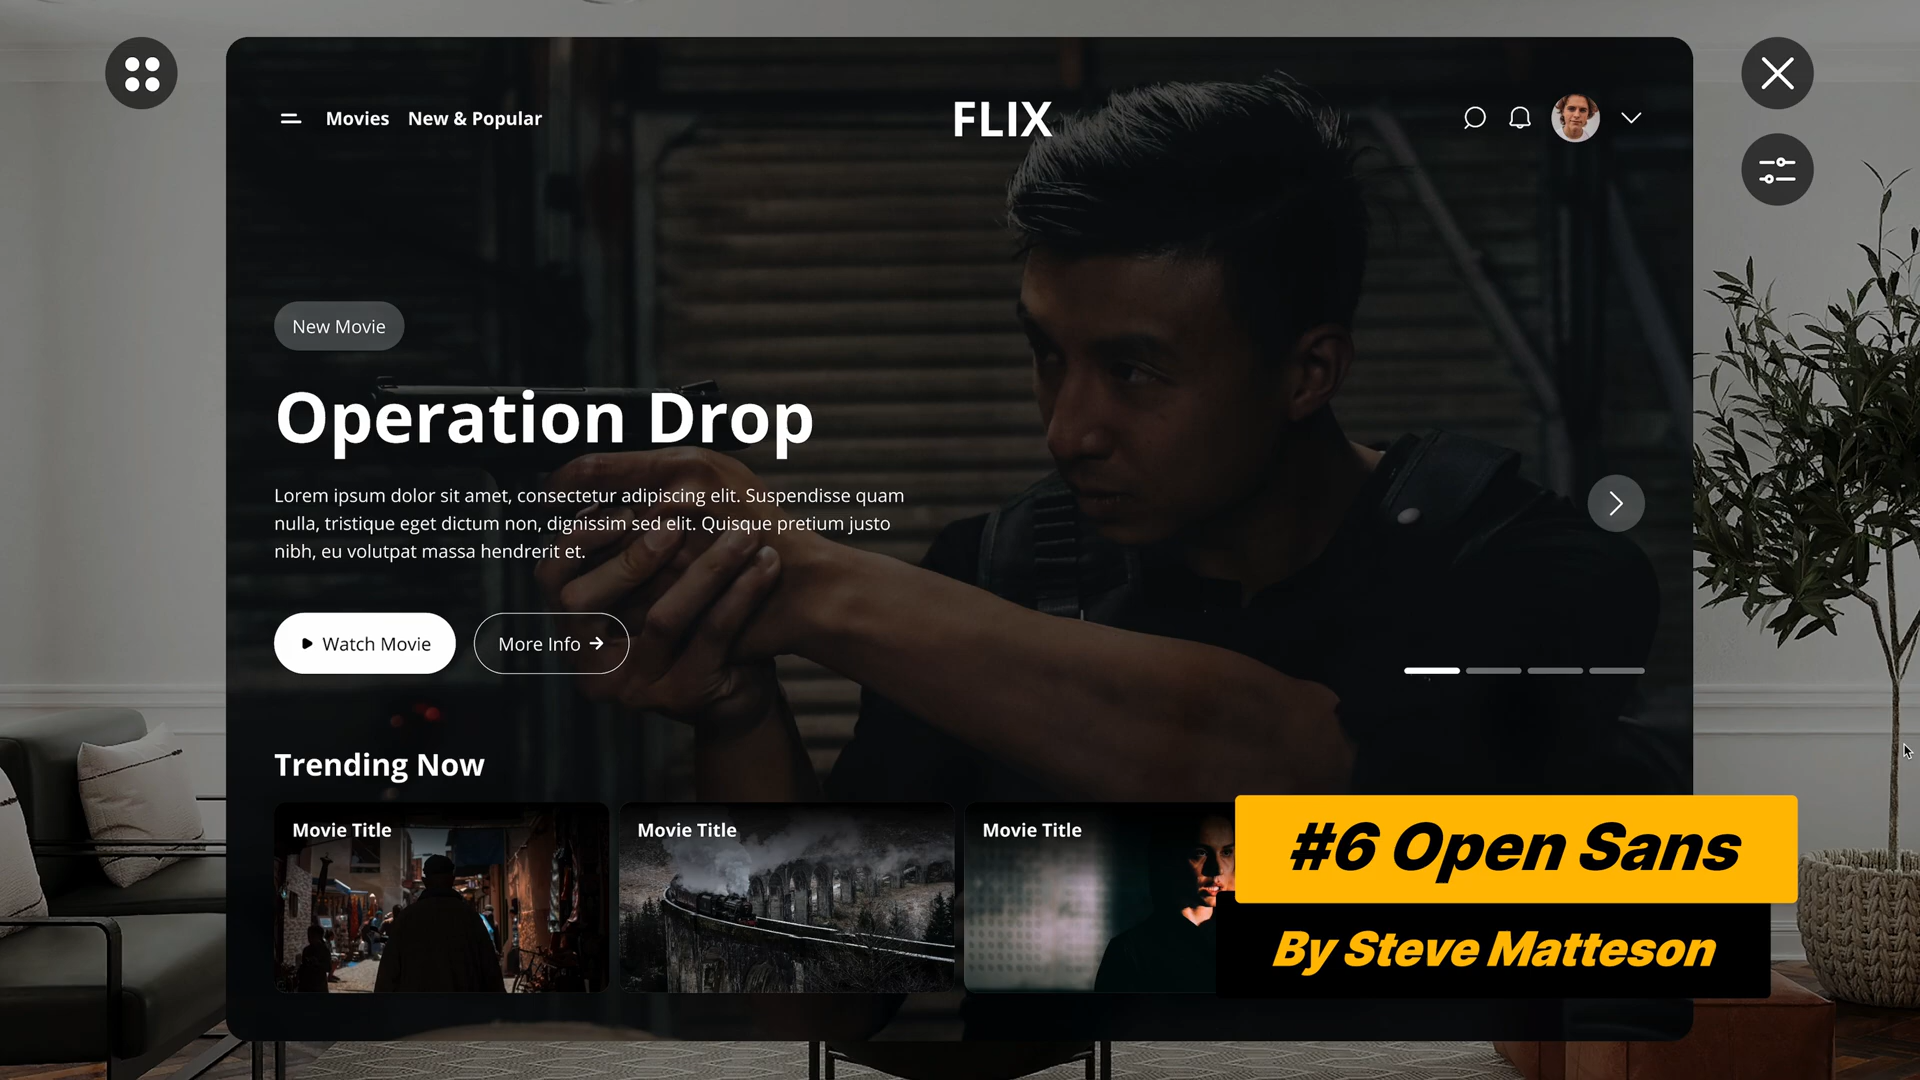 Movies New & Popular
FLIX
New Movie
Operation Drop
Lorem ipsum dolor sit amet, consectetur adipiscing elit. Suspendisse quam
nulla, tristique eget dictum non, dignissim sed elit. Quisque pretium justo
nibh, eu volutpat massa hendrerit et.
Watch Movie
More Info
Trending Now
Movie Title
Movie Title
Movie Title
#6 Open Sans
By Steve Matteson